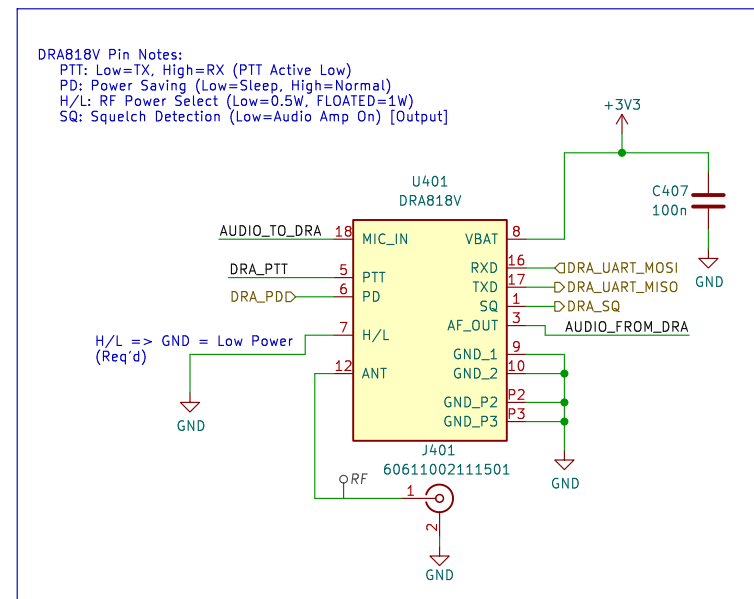 DRA818V Pin Notes:
PTT: Low=TX, High=RX (PTT Active Low)
PD: Power Saving (Low=Sleep, High=Normal)
H/L: RF Power Select (Low=0.5W, FLOATED=1W)
SQ: Squelch Detection (Low=Audio Amp On) [Output]
+3V3
U401
DRA818V
C407
100n
GND
AUDIO_TO_DRA 18 MIC_IN
VBAT 8
RXD 16 DRA_UART_MOSI
DRA_PTT 5 PTT
TXD 17 DRA_UART_MISO
DRA_PD 6 PD
SQ 1 DRA_SQ
AF_OUT 3 AUDIO_FROM_DRA
7 H/L
H/L => GND = Low Power
(Req'd)
GND_1 9
12 ANT
GND_2 10
GND_P2 P2
GND_P3 P3
GND
GND
J401
60611002111501
RF
1
2
GND